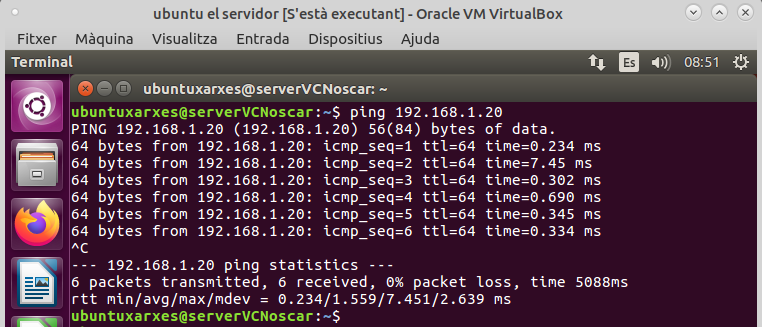 ubuntu el servidor [S'està executant] - Oracle VM VirtualBox
Fitxer Màquina Visualitza Entrada Dispositius Ajuda
Terminal Es 08:51
ubuntuxarxes@serverVCNoscar: ~
ubuntuxarxes@serverVCNoscar:~$ ping 192.168.1.20
PING 192.168.1.20 (192.168.1.20) 56(84) bytes of data.
64 bytes from 192.168.1.20: icmp_seq=1 ttl=64 time=0.234 ms
64 bytes from 192.168.1.20: icmp_seq=2 ttl=64 time=7.45 ms
64 bytes from 192.168.1.20: icmp_seq=3 ttl=64 time=0.302 ms
64 bytes from 192.168.1.20: icmp_seq=4 ttl=64 time=0.690 ms
64 bytes from 192.168.1.20: icmp_seq=5 ttl=64 time=0.345 ms
64 bytes from 192.168.1.20: icmp_seq=6 ttl=64 time=0.334 ms
^C
--- 192.168.1.20 ping statistics ---
6 packets transmitted, 6 received, 0% packet loss, time 5088ms
rtt min/avg/max/mdev = 0.234/1.559/7.451/2.639 ms
ubuntuxarxes@serverVCNoscar:~$